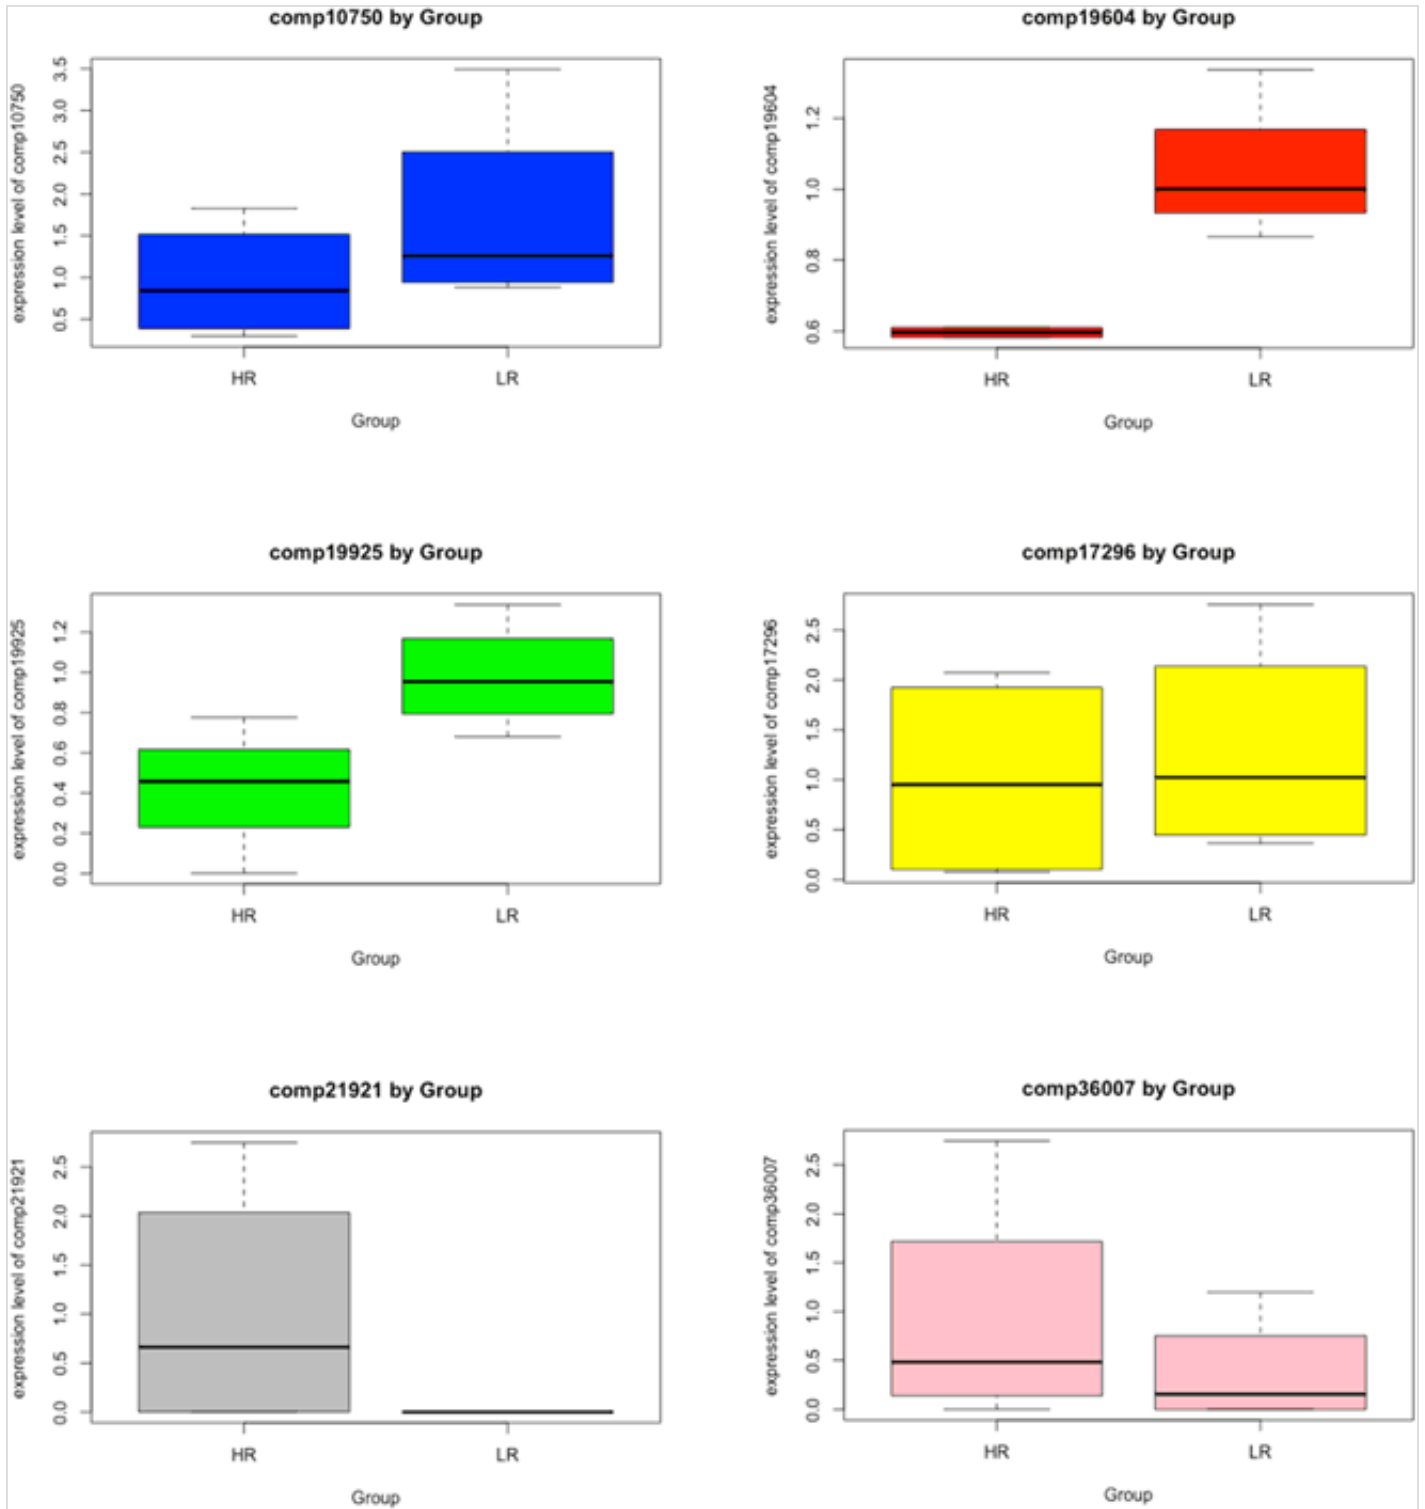 comp10750 by Group
expression level of comp10750
3.5
3.0
2.5
2.0
1.5
1.0
0.5
HR
LR
Group
comp19604 by Group
expression level of comp19604
1.2
1.0
0.8
0.6
HR
LR
Group
comp19925 by Group
expression level of comp19925
1.2
1.0
0.8
0.6
0.4
0.2
0.0
HR
LR
Group
comp17296 by Group
expression level of comp17296
2.5
2.0
1.5
1.0
0.5
0.0
HR
LR
Group
comp21921 by Group
expression level of comp21921
2.5
2.0
1.5
1.0
0.5
0.0
HR
LR
Group
comp36007 by Group
expression level of comp36007
2.5
2.0
1.5
1.0
0.5
0.0
HR
LR
Group